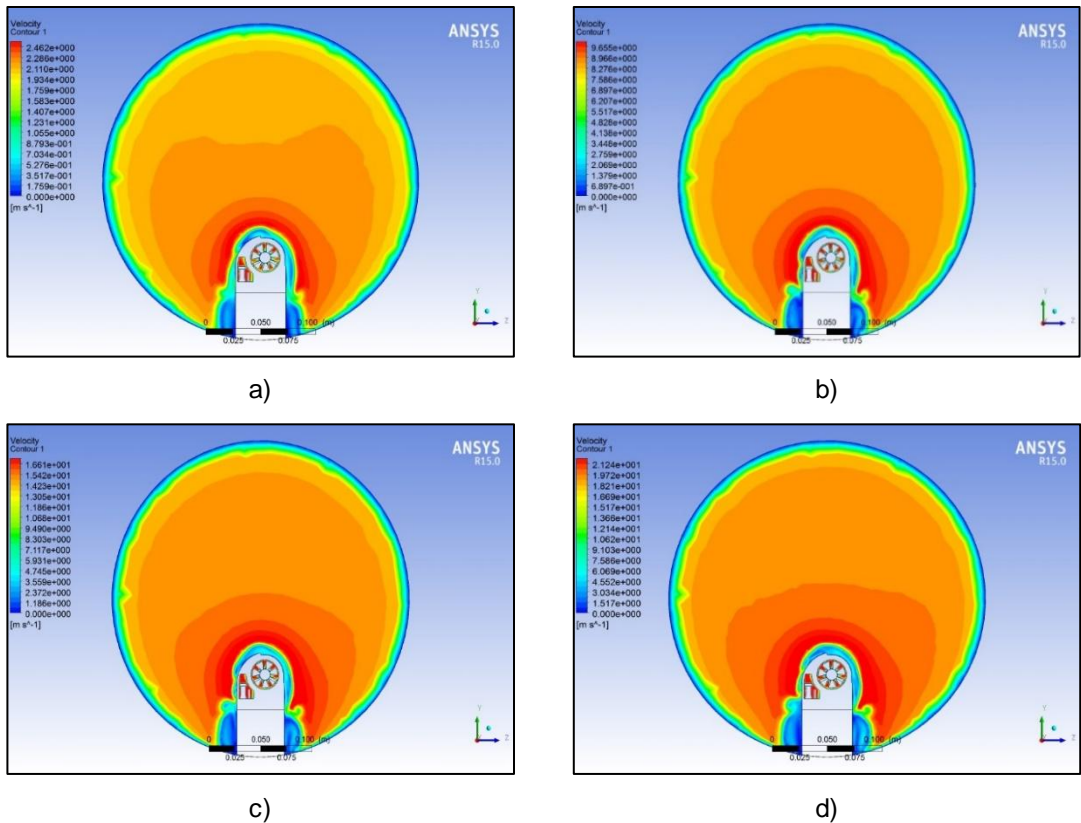 Velocity
Contour 1
2.462e+000
2.286e+000
2.110e+000
1.934e+000
1.759e+000
1.583e+000
1.407e+000
1.231e+000
1.055e+000
8.793e-001
7.034e-001
5.276e-001
3.517e-001
1.759e-001
0.000e+000
[m s^-1]
ANSYS
R15.0
0
0.050
0.100 (m)
0.025
0.075
Y
Z
a)
Velocity
Contour 1
9.655e+000
8.966e+000
8.276e+000
7.586e+000
6.897e+000
6.207e+000
5.517e+000
4.828e+000
4.138e+000
3.448e+000
2.759e+000
2.069e+000
1.379e+000
6.897e-001
0.000e+000
[m s^-1]
ANSYS
R15.0
0
0.050
0.100 (m)
0.025
0.075
Y
Z
b)
Velocity
Contour 1
1.661e+001
1.542e+001
1.423e+001
1.305e+001
1.186e+001
1.068e+001
9.490e+000
8.303e+000
7.117e+000
5.931e+000
4.745e+000
3.559e+000
2.372e+000
1.186e+000
0.000e+000
[m s^-1]
ANSYS
R15.0
0
0.050
0.100 (m)
0.025
0.075
Y
Z
c)
Velocity
Contour 1
2.124e+001
1.972e+001
1.821e+001
1.669e+001
1.517e+001
1.366e+001
1.214e+001
1.062e+001
9.103e+000
7.586e+000
6.069e+000
4.552e+000
3.034e+000
1.517e+000
0.000e+000
[m s^-1]
ANSYS
R15.0
0
0.050
0.100 (m)
0.025
0.075
Y
Z
d)